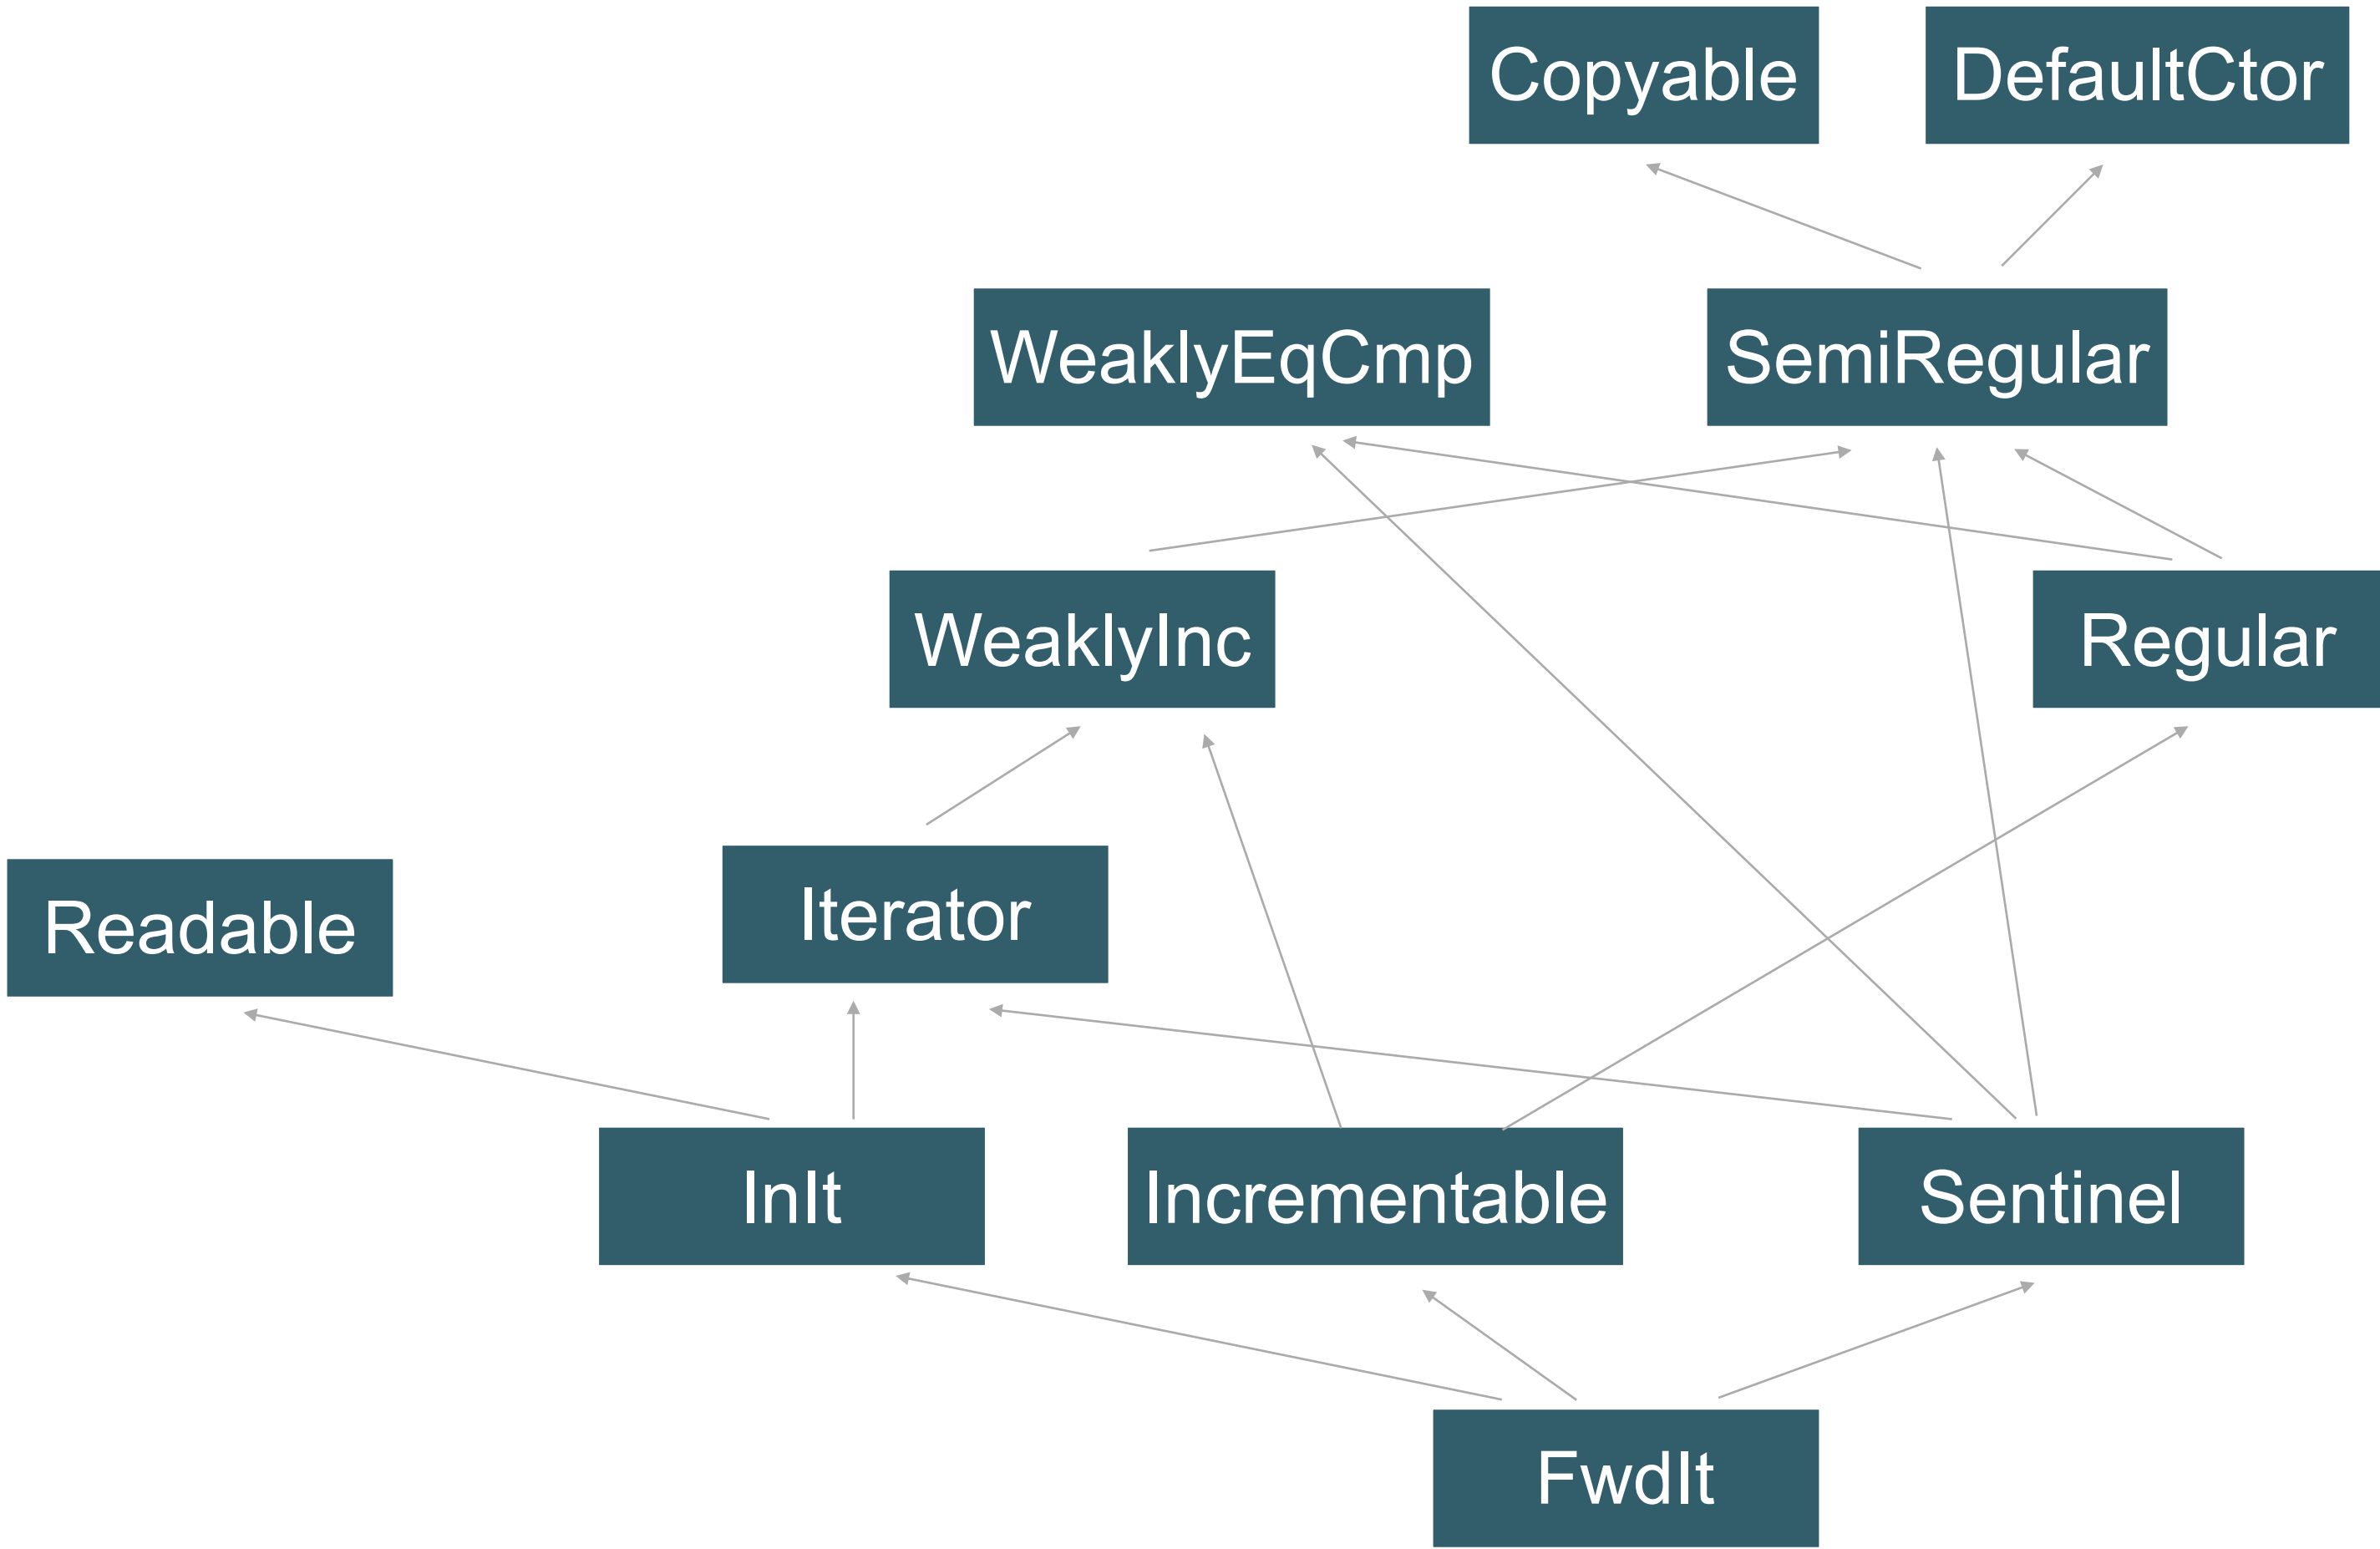 Copyable
DefaultCtor
WeaklyEqCmp
SemiRegular
WeaklyInc
Regular
Readable
Iterator
InIt
Incrementable
Sentinel
FwdIt